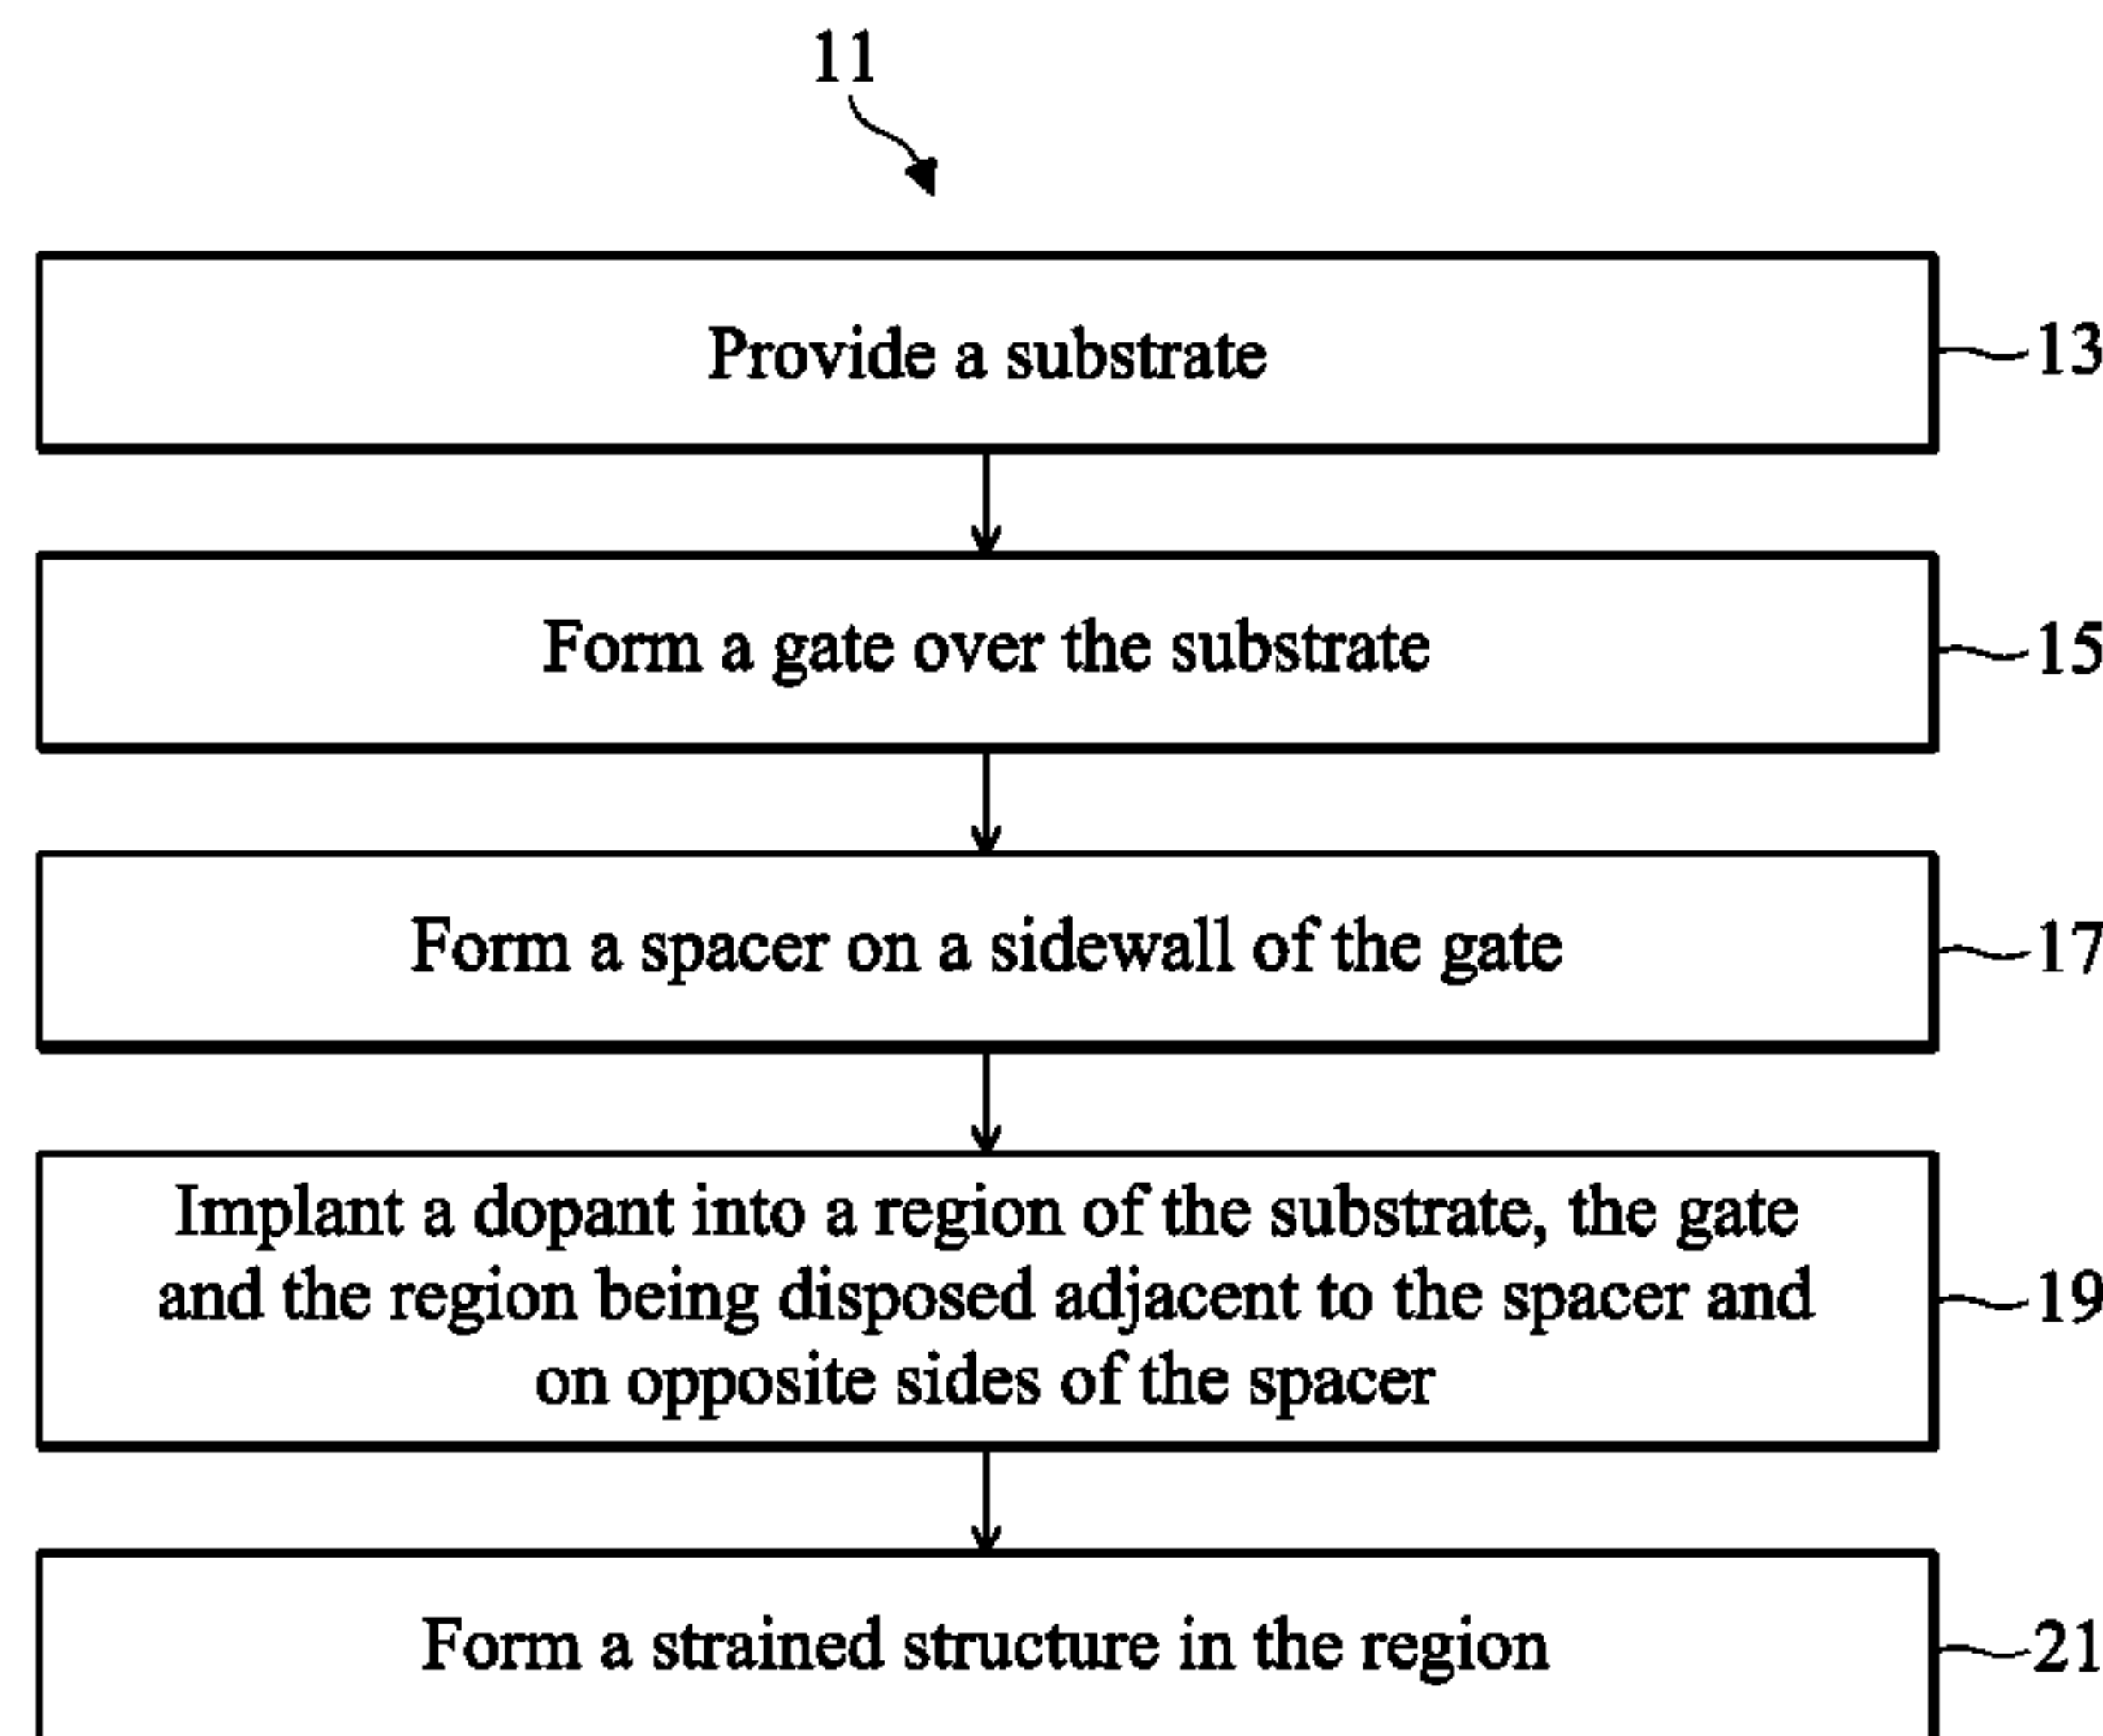 11
Provide a substrate
13
Form a gate over the substrate
15
Form a spacer on a sidewall of the gate
17
Implant a dopant into a region of the substrate, the gate
and the region being disposed adjacent to the spacer and
on opposite sides of the spacer
19
Form a strained structure in the region
21